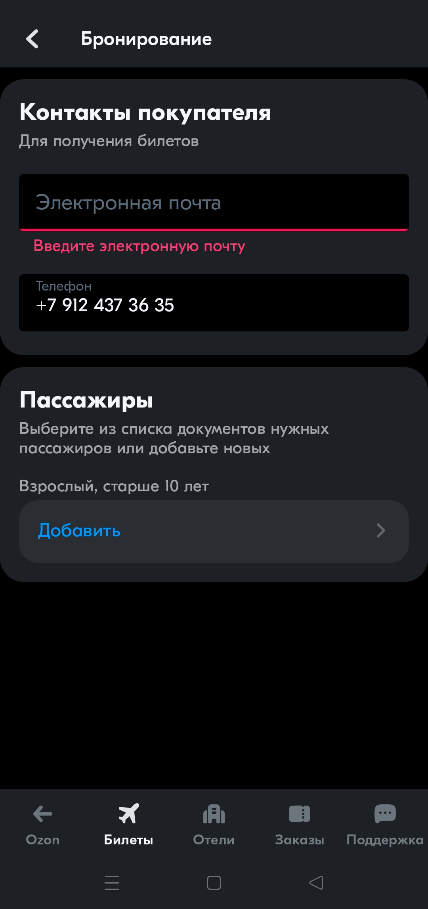 Бронирование
Контакты покупателя
Для получения билетов
Электронная почта
Введите электронную почту
Телефон
+7 912 437 36 35
Пассажиры
Выберите из списка документов нужных
пассажиров или добавьте новых
Взрослый, старше 10 лет
Добавить
Ozon Билеты Отели Заказы Поддержка